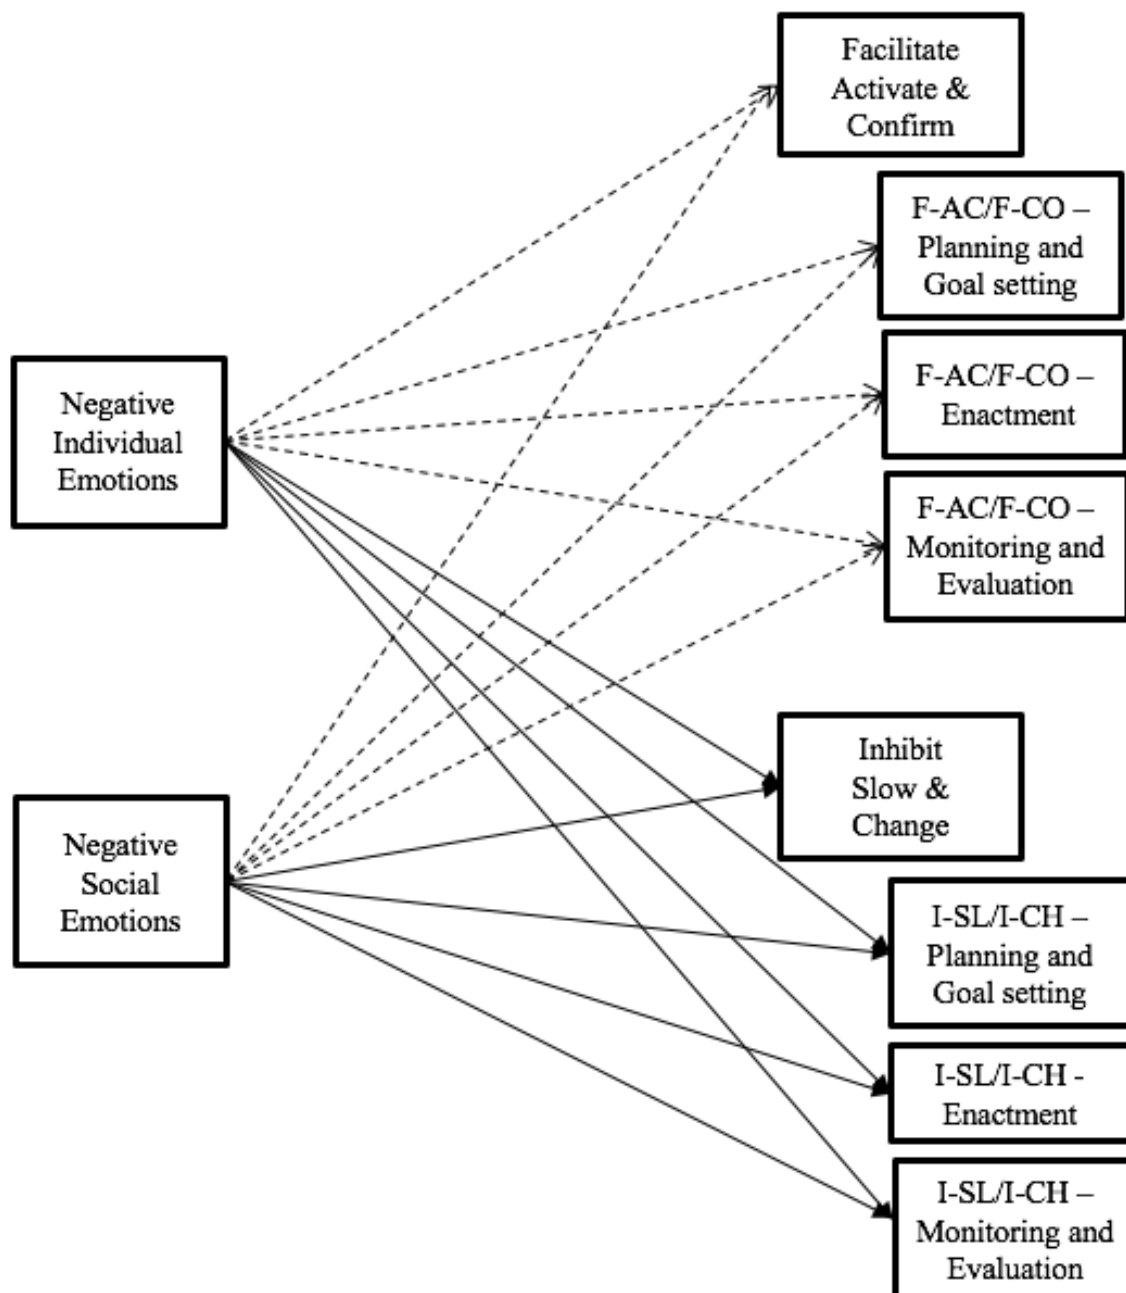 Facilitate
Activate &
Confirm
F-AC/F-CO –
Planning and
Goal setting
F-AC/F-CO –
Enactment
F-AC/F-CO –
Monitoring and
Evaluation
Negative
Individual
Emotions
Negative
Social
Emotions
Inhibit
Slow &
Change
I-SL/I-CH –
Planning and
Goal setting
I-SL/I-CH -
Enactment
I-SL/I-CH –
Monitoring and
Evaluation